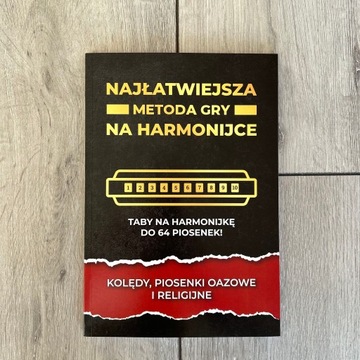 NAJŁATWIEJSZA
METODA GRY
NA HARMONIJCE
1 2 3 4 5 6 7 8 9 10
TABY NA HARMONIJKĘ
DO 64 PIOSENEK!
KOLĘDY, PIOSENKI OAZOWE
I RELIGIJNE